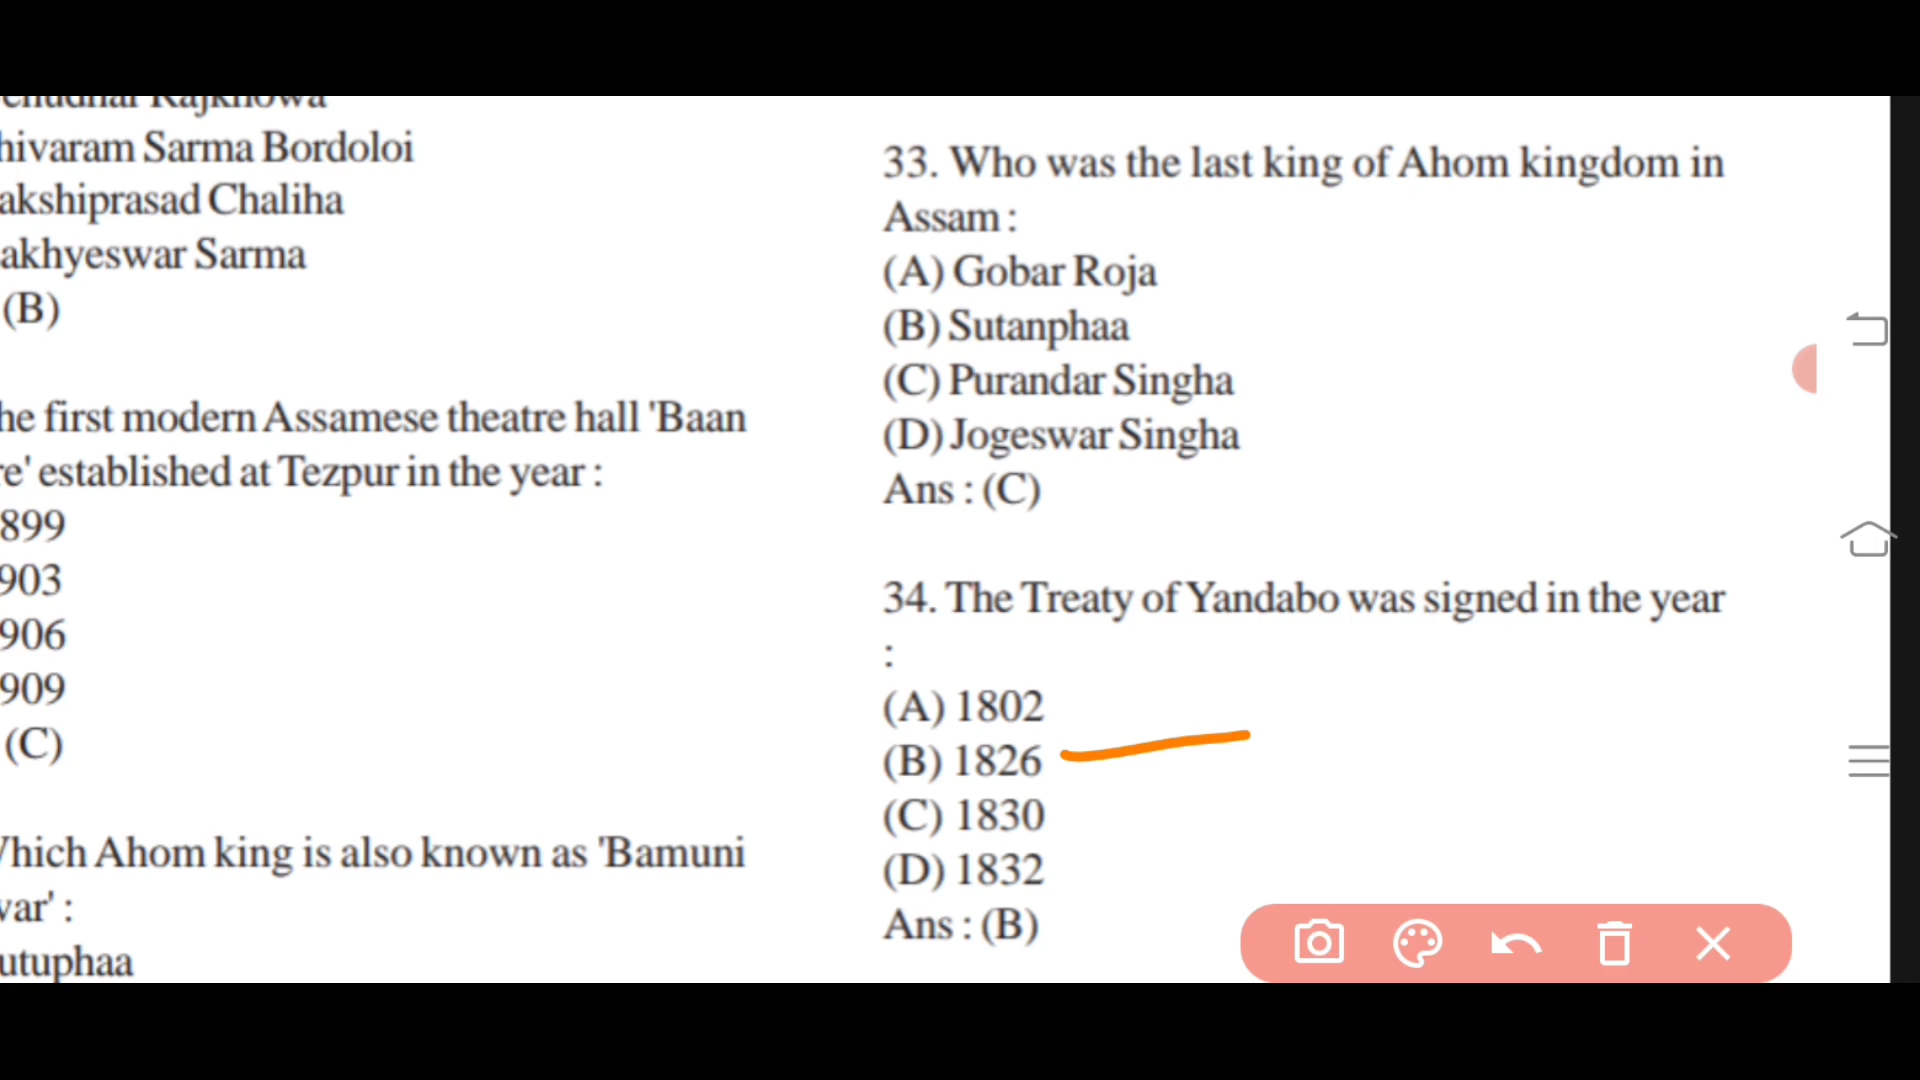 Rajkhowa
hivaram Sarma Bordoloi
akshiprasad Chaliha
akhyeswar Sarma
(B)
he first modern Assamese theatre hall 'Baan
re' established at Tezpur in the year :
899
903
906
909
(C)
Which Ahom king is also known as 'Bamuni
var' :
utuphaa
33. Who was the last king of Ahom kingdom in
Assam :
(A) Gobar Roja
(B) Sutanphaa
(C) Purandar Singha
(D) Jogeswar Singha
Ans : (C)
34. The Treaty of Yandabo was signed in the year
:
(A) 1802
(B) 1826
(C) 1830
(D) 1832
Ans : (B)